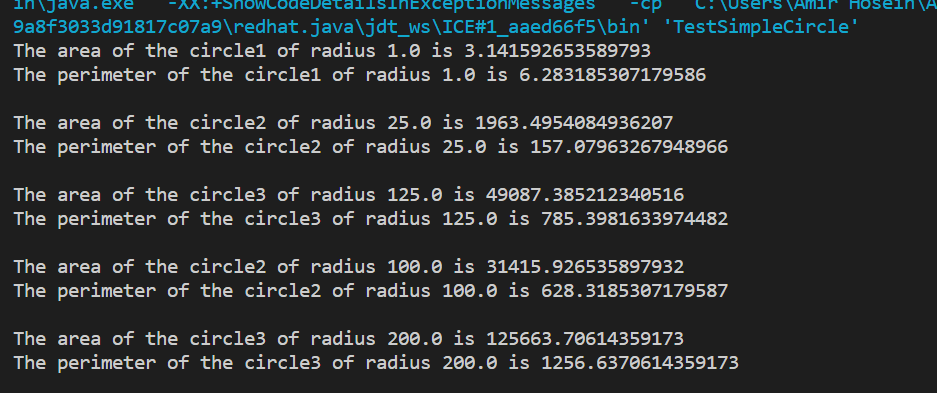 in\java.exe' '-XX:+ShowCodeDetailsInExceptionMessages' '-cp' 'C:\Users\Amir Hosein\A
9a8f3033d91817c07a9\redhat.java\jdt_ws\ICE#1_aaed66f5\bin' 'TestSimpleCircle'
The area of the circle1 of radius 1.0 is 3.141592653589793
The perimeter of the circle1 of radius 1.0 is 6.283185307179586
The area of the circle2 of radius 25.0 is 1963.4954084936207
The perimeter of the circle2 of radius 25.0 is 157.07963267948966
The area of the circle3 of radius 125.0 is 49087.385212340516
The perimeter of the circle3 of radius 125.0 is 785.3981633974482
The area of the circle2 of radius 100.0 is 31415.926535897932
The perimeter of the circle2 of radius 100.0 is 628.3185307179587
The area of the circle3 of radius 200.0 is 125663.70614359173
The perimeter of the circle3 of radius 200.0 is 1256.6370614359173